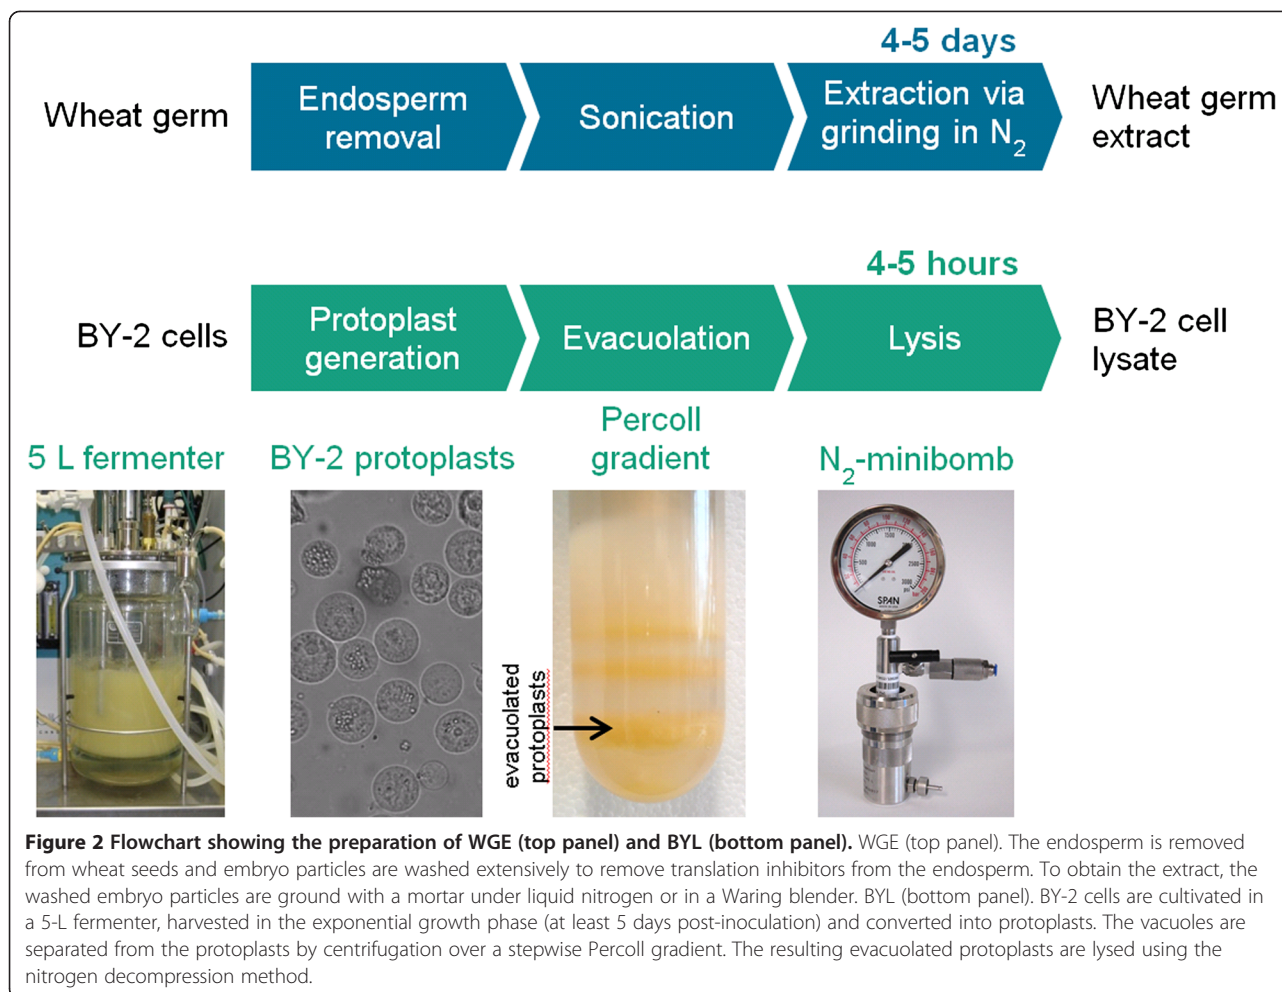 4-5 days
Wheat germ
Endosperm
removal
Sonication
Extraction via
grinding in N2
Wheat germ
extract
4-5 hours
BY-2 cells
Protoplast
generation
Evacuolation
Lysis
BY-2 cell
lysate
5 L fermenter
BY-2 protoplasts
Percoll
gradient
N2-minibomb
evacuolated
protoplasts
SPAN
Figure 2 Flowchart showing the preparation of WGE (top panel) and BYL (bottom panel). WGE (top panel). The endosperm is removed
from wheat seeds and embryo particles are washed extensively to remove translation inhibitors from the endosperm. To obtain the extract, the
washed embryo particles are ground with a mortar under liquid nitrogen or in a Waring blender. BYL (bottom panel). BY-2 cells are cultivated in
a 5-L fermenter, harvested in the exponential growth phase (at least 5 days post-inoculation) and converted into protoplasts. The vacuoles are
separated from the protoplasts by centrifugation over a stepwise Percoll gradient. The resulting evacuolated protoplasts are lysed using the
nitrogen decompression method.